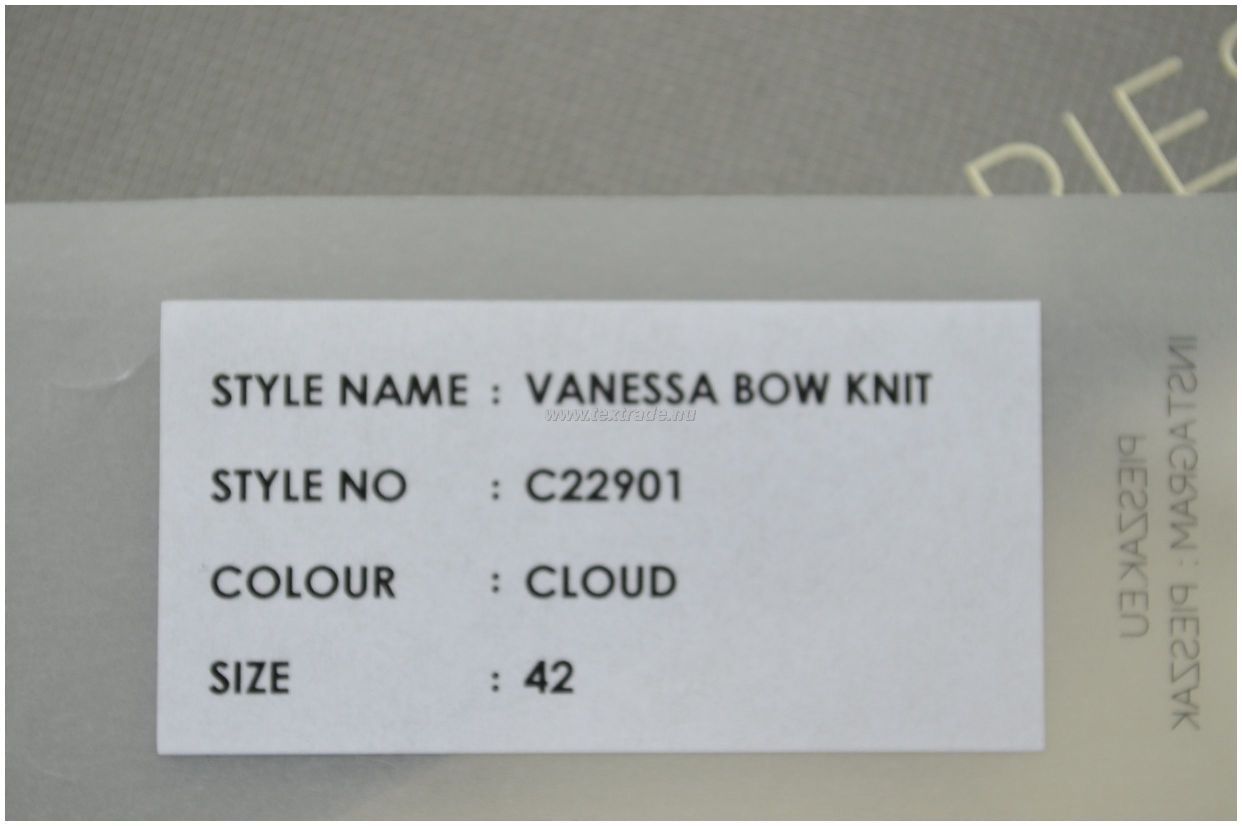 PIES
STYLE NAME : VANESSA BOW KNIT
www.textrade.nu
STYLE NO : C22901
COLOUR : CLOUD
SIZE : 42
INSTAGRAM: PIESZAK
PIESZAK.EU